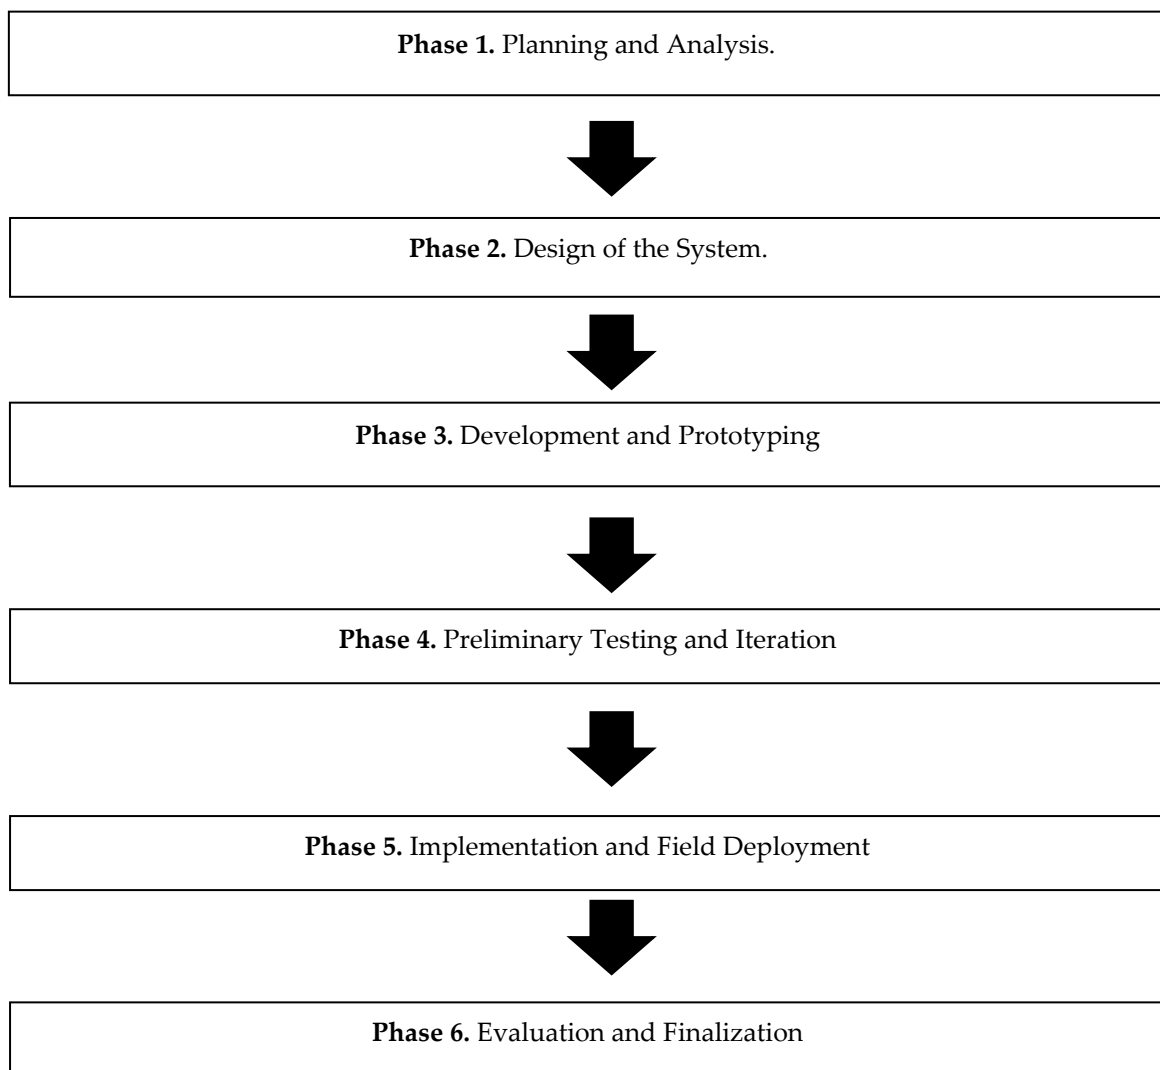 Phase 1. Planning and Analysis.
Phase 2. Design of the System.
Phase 3. Development and Prototyping
Phase 4. Preliminary Testing and Iteration
Phase 5. Implementation and Field Deployment
Phase 6. Evaluation and Finalization